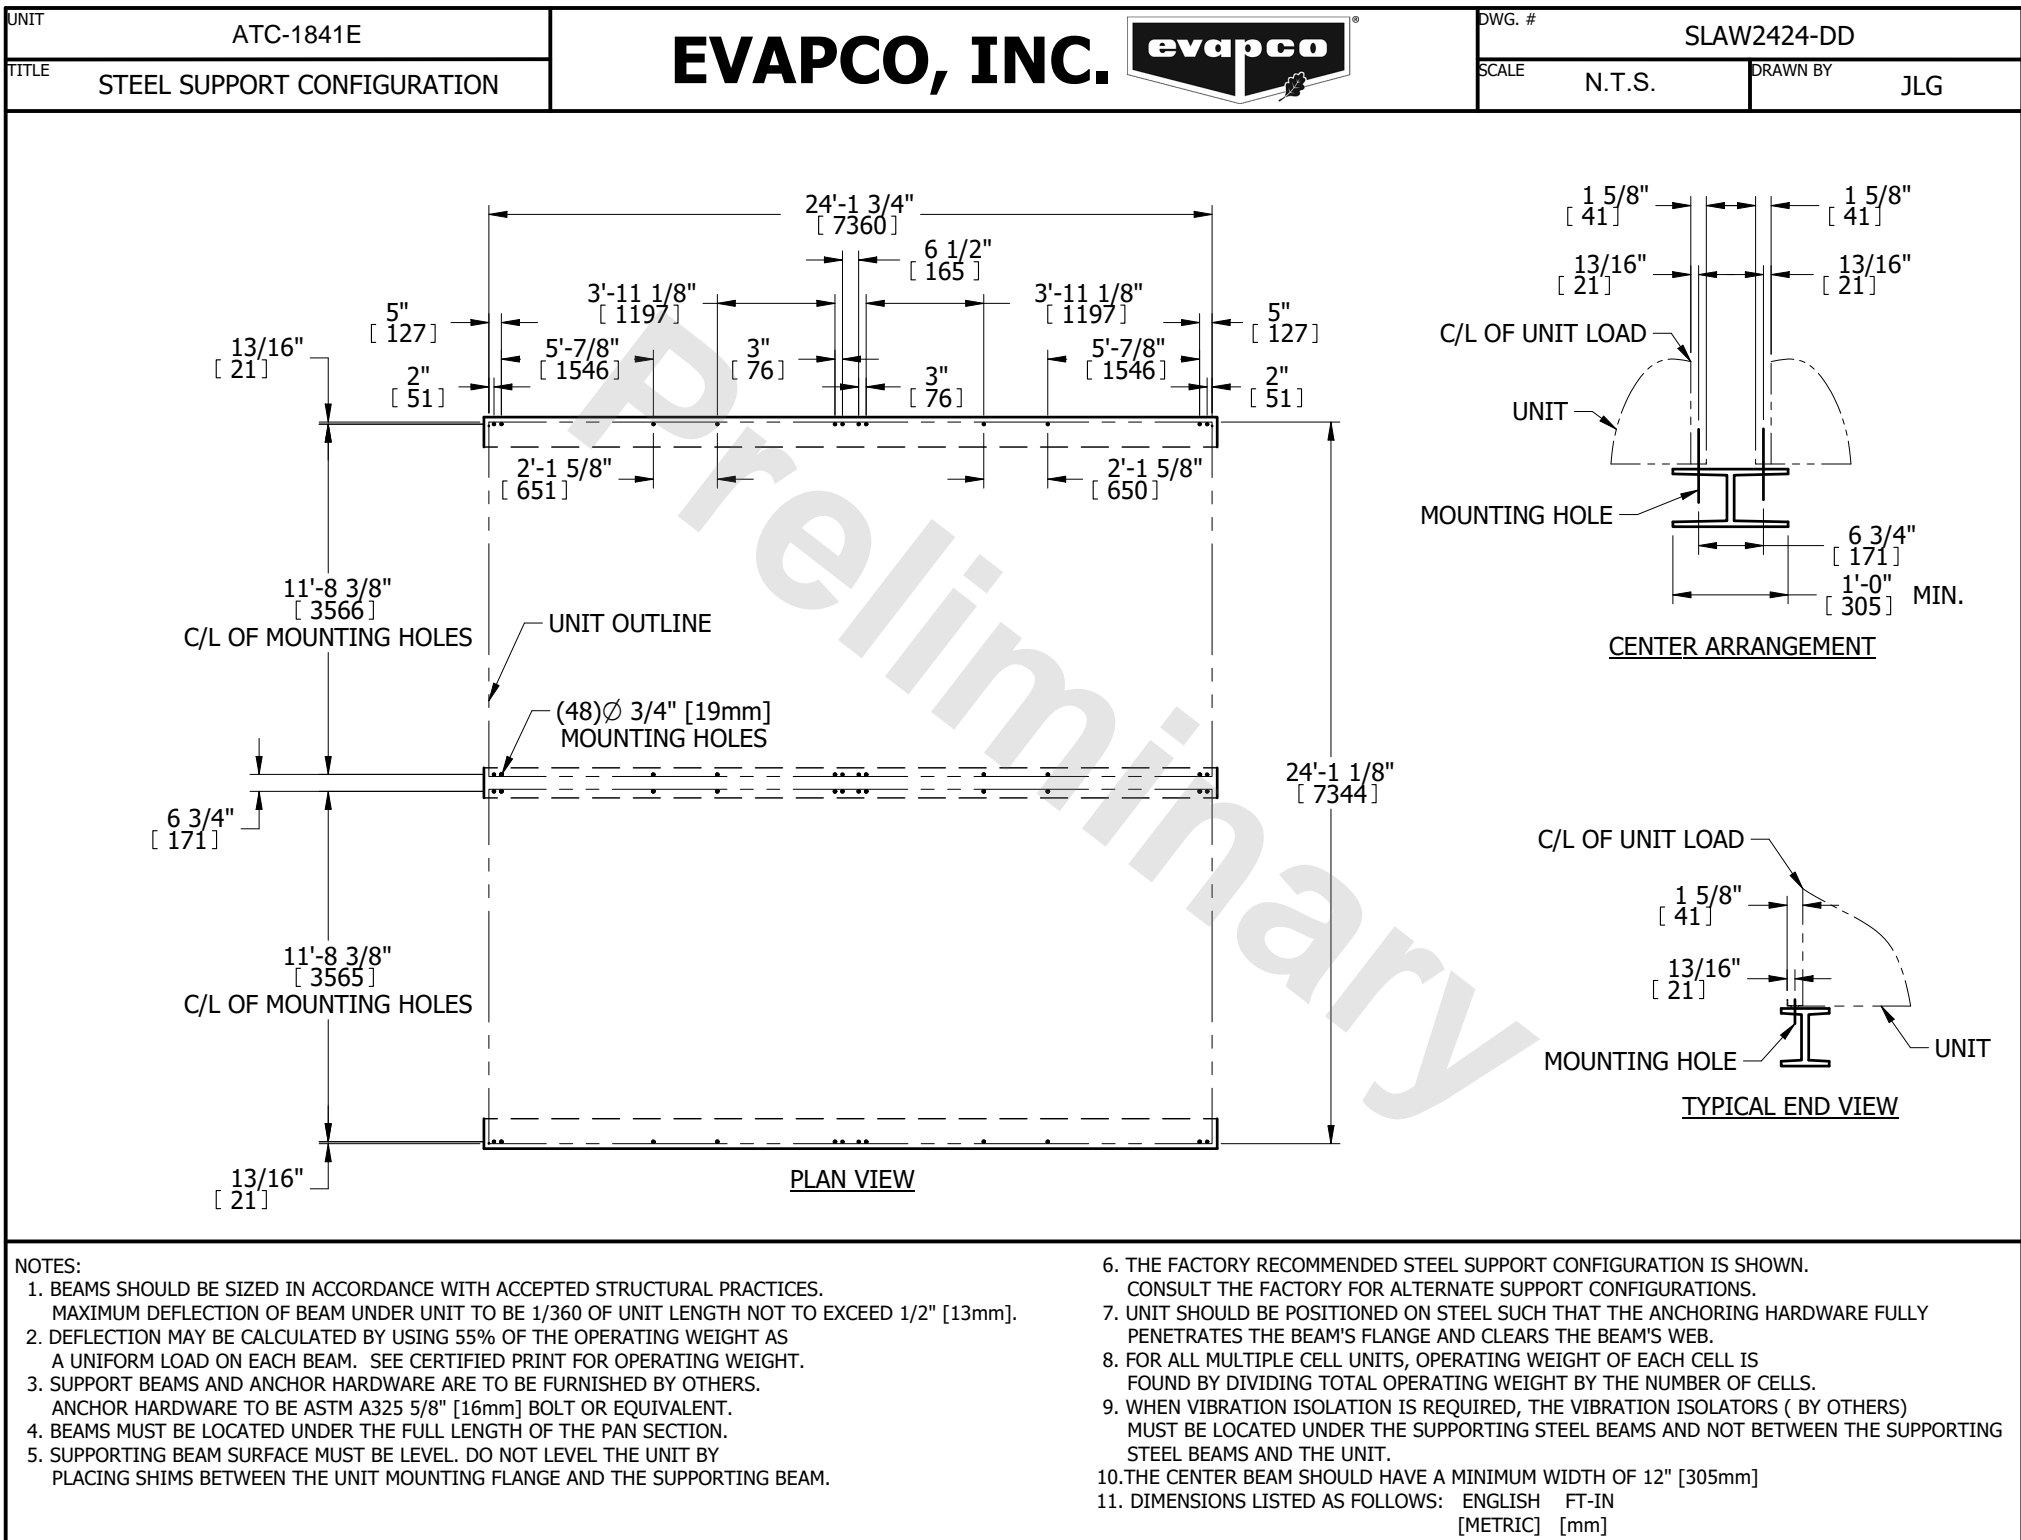 UNIT
ATC-1841E
TITLE
STEEL SUPPORT CONFIGURATION
EVAPCO, INC.
evapco
®
DWG. #
SLAW2424-DD
SCALE
N.T.S.
DRAWN BY
JLG
24'-1 3/4"
[ 7360 ]
6 1/2"
[ 165 ]
3'-11 1/8"
[ 1197 ]
3'-11 1/8"
[ 1197 ]
5"
[ 127 ]
5"
[ 127 ]
13/16"
[ 21 ]
5'-7/8"
[ 1546 ]
3"
[ 76 ]
5'-7/8"
[ 1546 ]
2"
[ 51 ]
3"
[ 76 ]
2"
[ 51 ]
2'-1 5/8"
[ 651 ]
2'-1 5/8"
[ 650 ]
11'-8 3/8"
[ 3566 ]
C/L OF MOUNTING HOLES
UNIT OUTLINE
(48)Ø 3/4" [19mm]
MOUNTING HOLES
6 3/4"
[ 171 ]
24'-1 1/8"
[ 7344 ]
11'-8 3/8"
[ 3565 ]
C/L OF MOUNTING HOLES
13/16"
[ 21 ]
PLAN VIEW
Preliminary
1 5/8"
[ 41 ]
1 5/8"
[ 41 ]
13/16"
[ 21 ]
13/16"
[ 21 ]
C/L OF UNIT LOAD
UNIT
MOUNTING HOLE
6 3/4"
[ 171 ]
1'-0"
[ 305 ] MIN.
CENTER ARRANGEMENT
C/L OF UNIT LOAD
1 5/8"
[ 41 ]
13/16"
[ 21 ]
MOUNTING HOLE
UNIT
TYPICAL END VIEW
NOTES:
1. BEAMS SHOULD BE SIZED IN ACCORDANCE WITH ACCEPTED STRUCTURAL PRACTICES.
MAXIMUM DEFLECTION OF BEAM UNDER UNIT TO BE 1/360 OF UNIT LENGTH NOT TO EXCEED 1/2" [13mm].
2. DEFLECTION MAY BE CALCULATED BY USING 55% OF THE OPERATING WEIGHT AS
A UNIFORM LOAD ON EACH BEAM. SEE CERTIFIED PRINT FOR OPERATING WEIGHT.
3. SUPPORT BEAMS AND ANCHOR HARDWARE ARE TO BE FURNISHED BY OTHERS.
ANCHOR HARDWARE TO BE ASTM A325 5/8" [16mm] BOLT OR EQUIVALENT.
4. BEAMS MUST BE LOCATED UNDER THE FULL LENGTH OF THE PAN SECTION.
5. SUPPORTING BEAM SURFACE MUST BE LEVEL. DO NOT LEVEL THE UNIT BY
PLACING SHIMS BETWEEN THE UNIT MOUNTING FLANGE AND THE SUPPORTING BEAM.
6. THE FACTORY RECOMMENDED STEEL SUPPORT CONFIGURATION IS SHOWN.
CONSULT THE FACTORY FOR ALTERNATE SUPPORT CONFIGURATIONS.
7. UNIT SHOULD BE POSITIONED ON STEEL SUCH THAT THE ANCHORING HARDWARE FULLY
PENETRATES THE BEAM'S FLANGE AND CLEARS THE BEAM'S WEB.
8. FOR ALL MULTIPLE CELL UNITS, OPERATING WEIGHT OF EACH CELL IS
FOUND BY DIVIDING TOTAL OPERATING WEIGHT BY THE NUMBER OF CELLS.
9. WHEN VIBRATION ISOLATION IS REQUIRED, THE VIBRATION ISOLATORS ( BY OTHERS)
MUST BE LOCATED UNDER THE SUPPORTING STEEL BEAMS AND NOT BETWEEN THE SUPPORTING
STEEL BEAMS AND THE UNIT.
10.THE CENTER BEAM SHOULD HAVE A MINIMUM WIDTH OF 12" [305mm]
11. DIMENSIONS LISTED AS FOLLOWS: ENGLISH FT-IN
[METRIC] [mm]